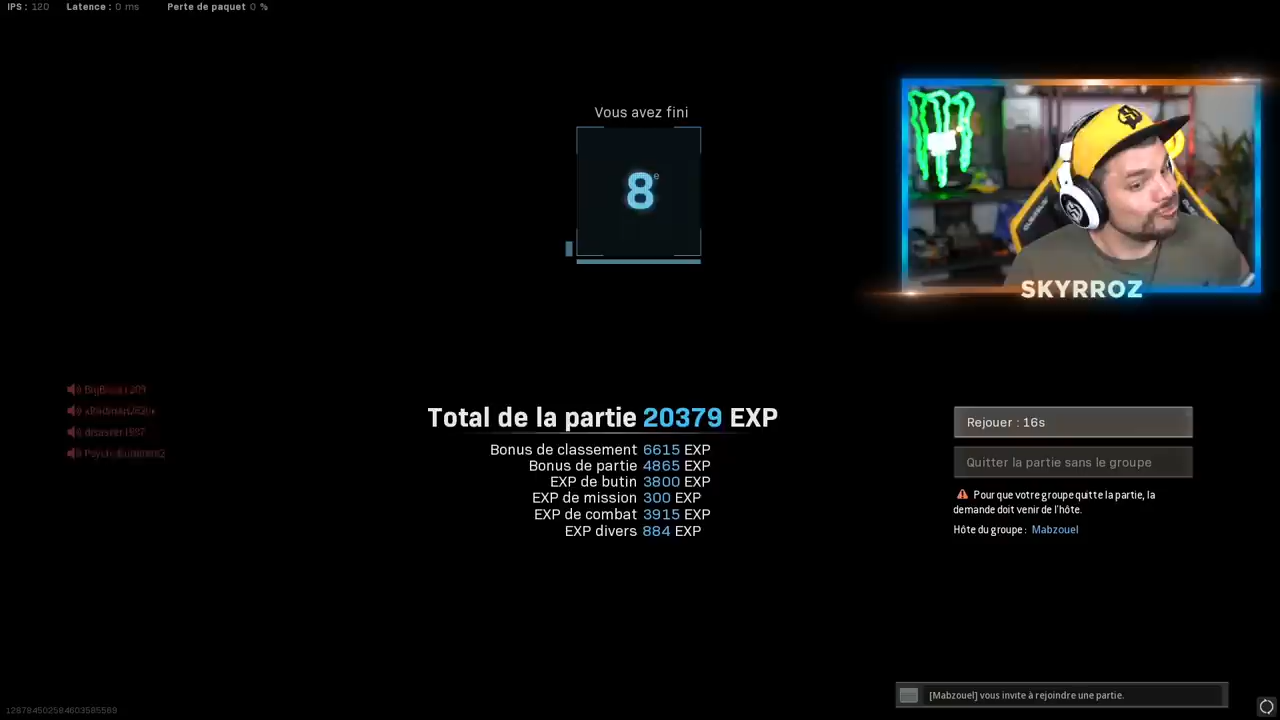 IPS : 120 Latence : 0 ms Perte de paquet 0 %
Vous avez fini
8e
SKYRROZ
Total de la partie 20379 EXP
Bonus de classement 6615 EXP
Bonus de partie 4865 EXP
EXP de butin 3800 EXP
EXP de mission 300 EXP
EXP de combat 3915 EXP
EXP divers 884 EXP
Rejouer : 16s
Quitter la partie sans le groupe
Pour que votre groupe quitte la partie, la
demande doit venir de l'hôte.
Hôte du groupe : Mabzouel
[Mabzouel] vous invite à rejoindre une partie.